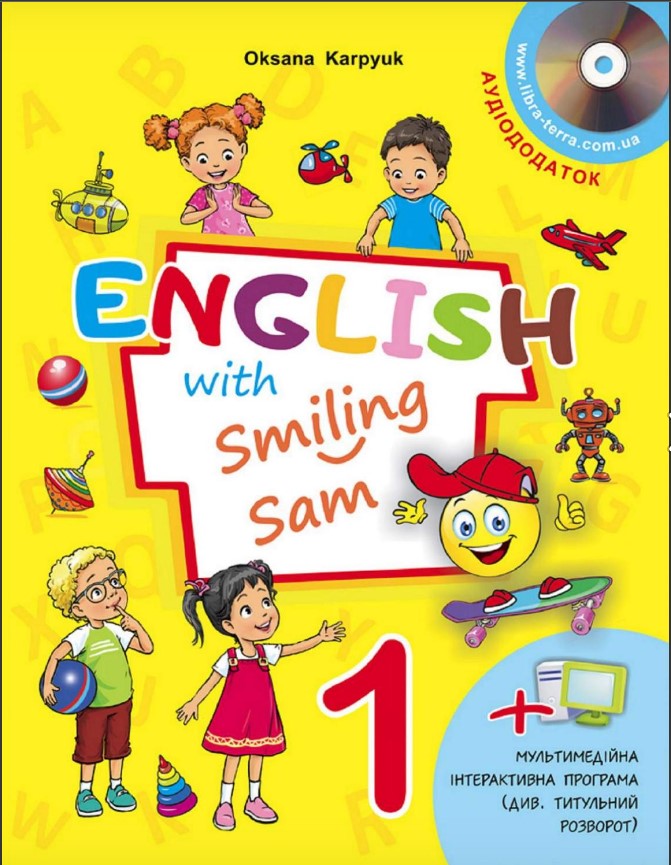 Oksana Karpyuk
www.libra-terra.com.ua
АУДІОДОДАТОК
ENGLISH
with
Smiling
Sam
1
+
МУЛЬТИМЕДІЙНА
ІНТЕРАКТИВНА ПРОГРАМА
(ДИВ. ТИТУЛЬНИЙ
РОЗВОРОТ)